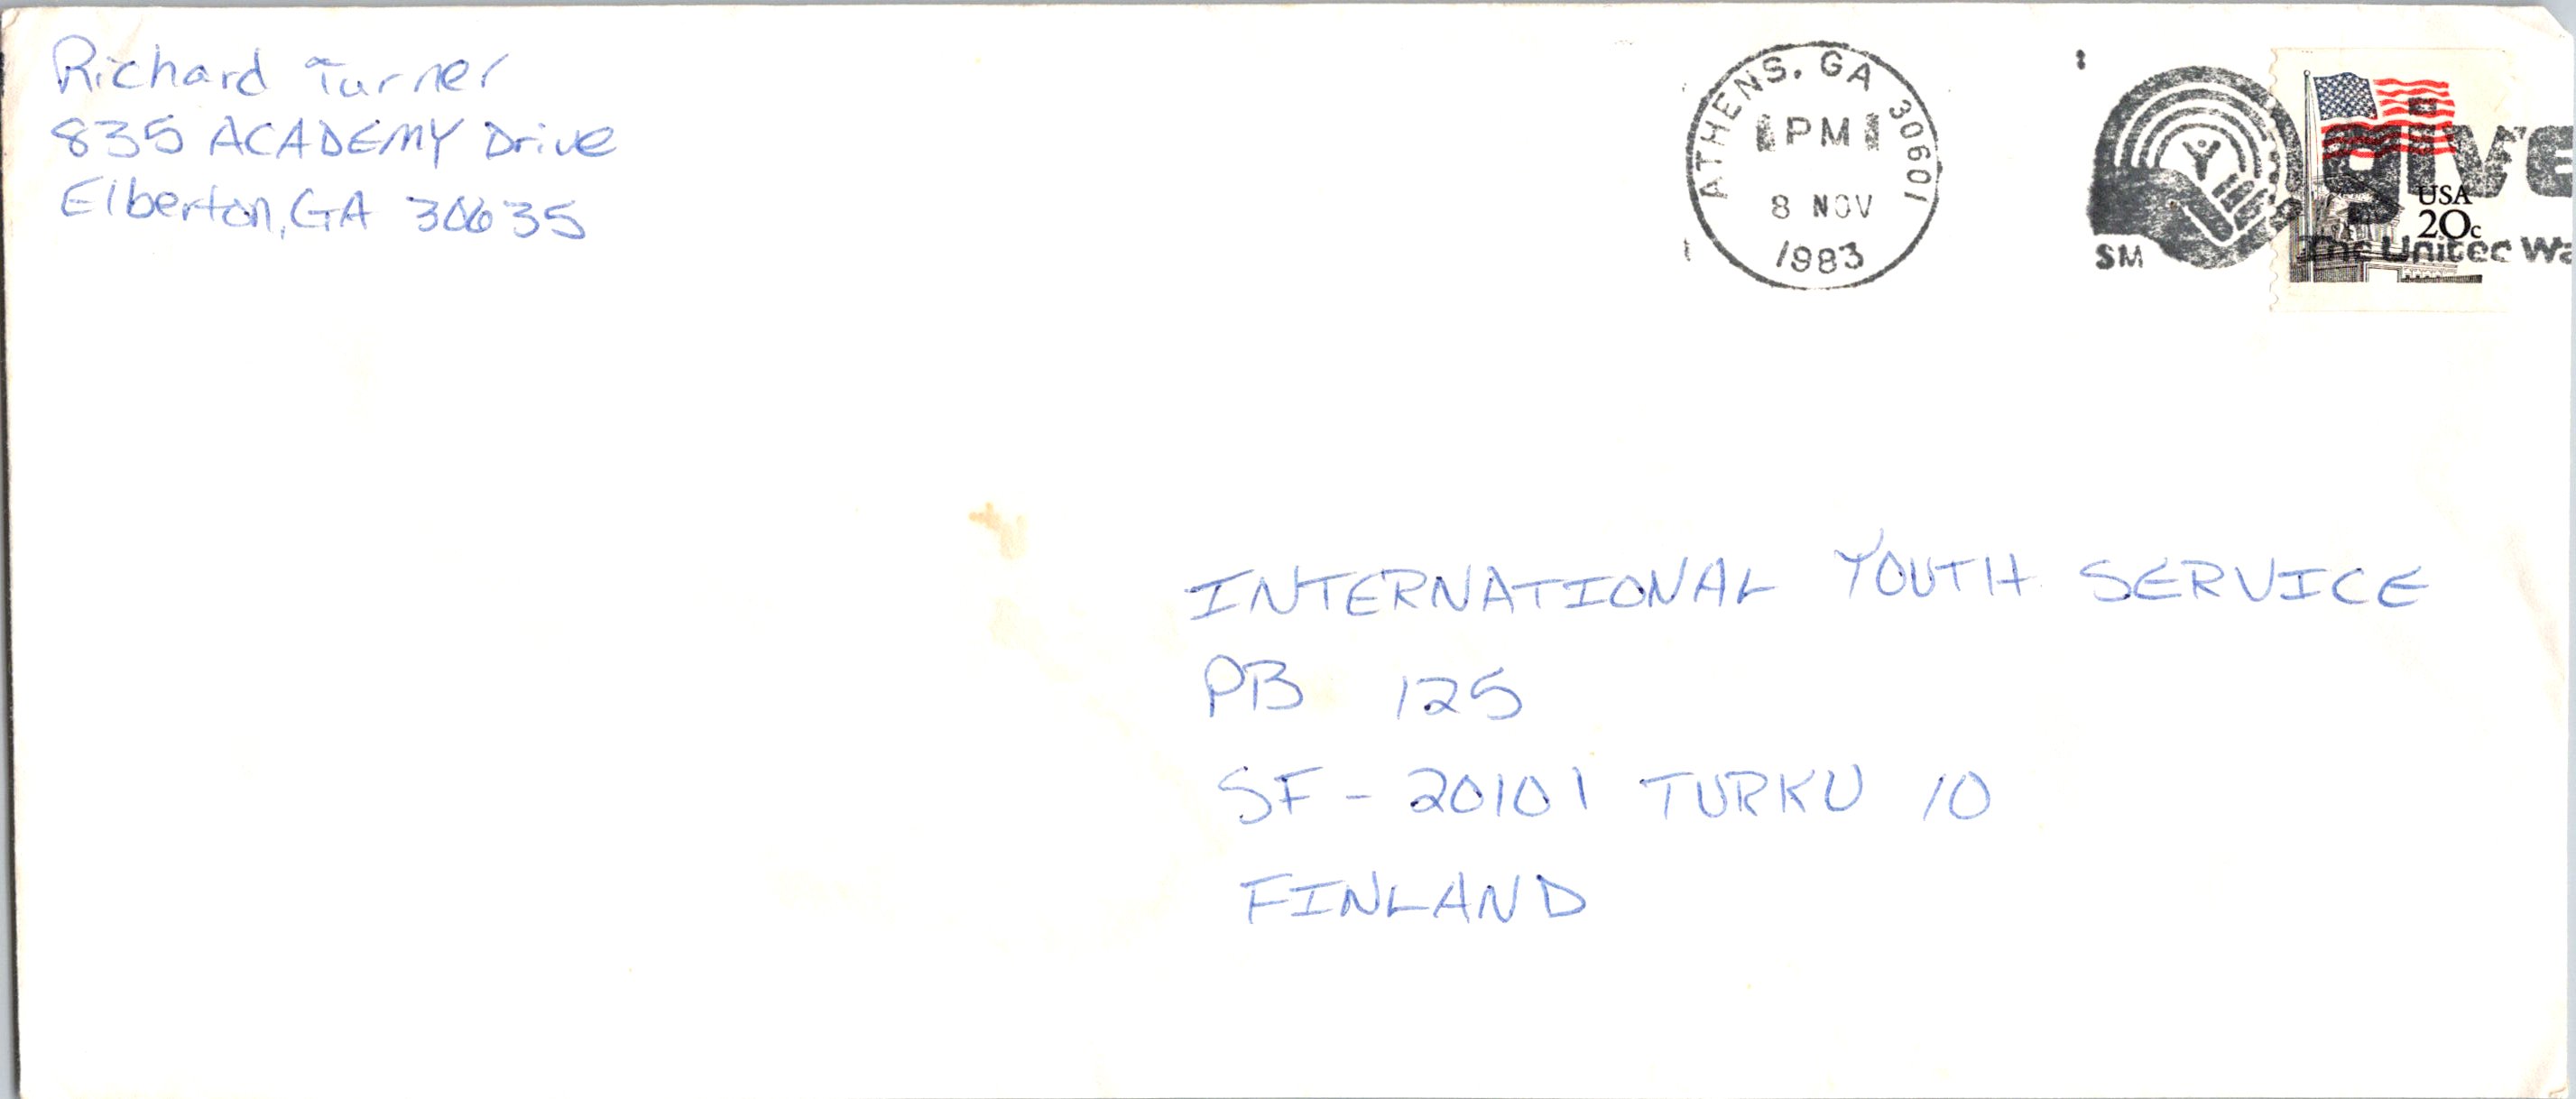 Richard Turner
835 ACADEMY Drive
Elberton, GA 30635
ATHENS, GA 30601
PM
8 NOV
1983
SM
give
The United Wa
USA
20c
INTERNATIONAL YOUTH SERVICE
PB 125
SF - 20101 TURKU 10
FINLAND